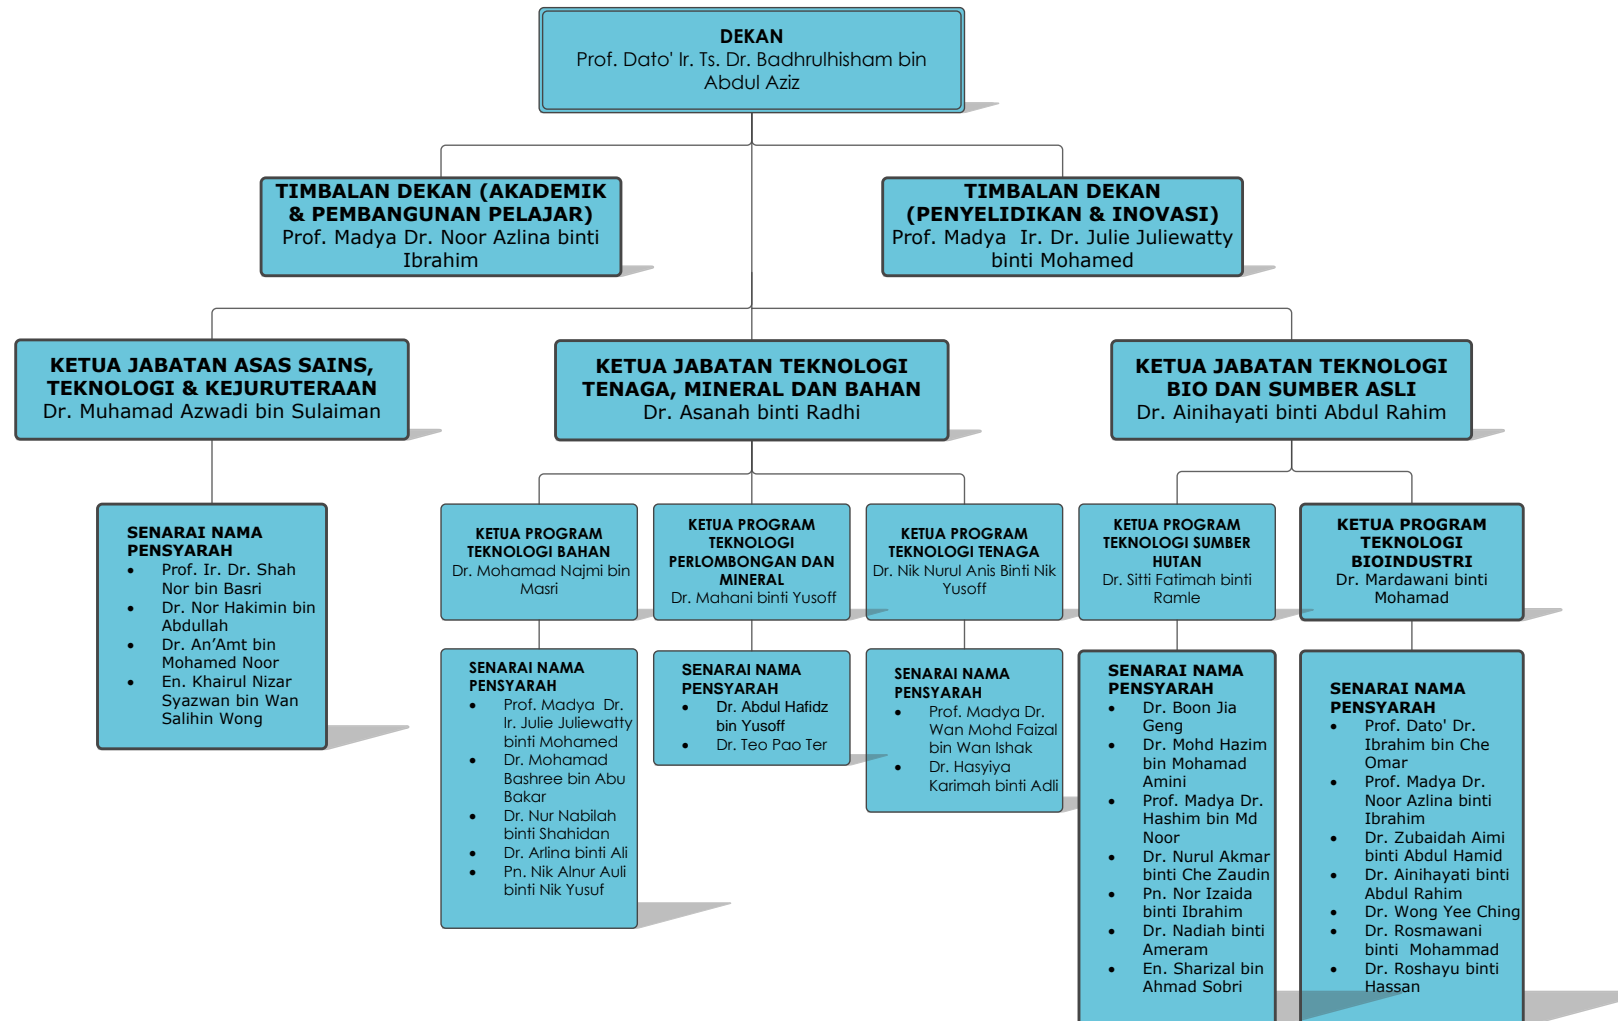 DEKAN
Prof. Dato' Ir. Ts. Dr. Badhrulhisham bin
Abdul Aziz
TIMBALAN DEKAN (AKADEMIK
& PEMBANGUNAN PELAJAR)
Prof. Madya Dr. Noor Azlina binti
Ibrahim
TIMBALAN DEKAN
(PENYELIDIKAN & INOVASI)
Prof. Madya  Ir. Dr. Julie Juliewatty
binti Mohamed
KETUA JABATAN ASAS SAINS,
TEKNOLOGI & KEJURUTERAAN
Dr. Muhamad Azwadi bin Sulaiman
KETUA JABATAN TEKNOLOGI
TENAGA, MINERAL DAN BAHAN
Dr. Asanah binti Radhi
KETUA JABATAN TEKNOLOGI
BIO DAN SUMBER ASLI
Dr. Ainihayati binti Abdul Rahim
SENARAI NAMA
PENSYARAH
• Prof. Ir. Dr. Shah
Nor bin Basri
• Dr. Nor Hakimin bin
Abdullah
• Dr. An’Amt bin
Mohamed Noor
• En. Khairul Nizar
Syazwan bin Wan
Salihin Wong
KETUA PROGRAM
TEKNOLOGI BAHAN
Dr. Mohamad Najmi bin
Masri
KETUA PROGRAM
TEKNOLOGI
PERLOMBONGAN DAN
MINERAL
Dr. Mahani binti Yusoff
KETUA PROGRAM
TEKNOLOGI TENAGA
Dr. Nik Nurul Anis Binti Nik
Yusoff
KETUA PROGRAM
TEKNOLOGI SUMBER
HUTAN
Dr. Sitti Fatimah binti
Ramle
KETUA PROGRAM
TEKNOLOGI
BIOINDUSTRI
Dr. Mardawani binti
Mohamad
SENARAI NAMA
PENSYARAH
• Prof. Madya  Dr.
Ir. Julie Juliewatty
binti Mohamed
• Dr. Mohamad
Bashree bin Abu
Bakar
• Dr. Nur Nabilah
binti Shahidan
• Dr. Arlina binti Ali
• Pn. Nik Alnur Auli
binti Nik Yusuf
SENARAI NAMA
PENSYARAH
• Dr. Abdul Hafidz
bin Yusoff
• Dr. Teo Pao Ter
SENARAI NAMA
PENSYARAH
• Prof. Madya Dr.
Wan Mohd Faizal
bin Wan Ishak
• Dr. Hasyiya
Karimah binti Adli
SENARAI NAMA
PENSYARAH
• Dr. Boon Jia
Geng
• Dr. Mohd Hazim
bin Mohamad
Amini
• Prof. Madya Dr.
Hashim bin Md
Noor
• Dr. Nurul Akmar
binti Che Zaudin
• Pn. Nor Izaida
binti Ibrahim
• Dr. Nadiah binti
Ameram
• En. Sharizal bin
Ahmad Sobri
SENARAI NAMA
PENSYARAH
• Prof. Dato' Dr.
Ibrahim bin Che
Omar
• Prof. Madya Dr.
Noor Azlina binti
Ibrahim
• Dr. Zubaidah Aimi
binti Abdul Hamid
• Dr. Ainihayati binti
Abdul Rahim
• Dr. Wong Yee Ching
• Dr. Rosmawani
binti  Mohammad
• Dr. Roshayu binti
Hassan